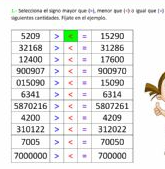 1. Selecciona el signo mayor que (>), menor que (<) o igual que (=)
siguientes cantidades. Fíjate en el ejemplo.
5209 > < = 15290
32168 > < = 31286
12400 > < = 17600
900907 > < = 900970
015090 > < = 15090
6341 > < = 6314
5870216 > < = 5807261
4200 > < = 4209
310122 > < = 312022
7005 > < = 70050
7000000 > < = 700000